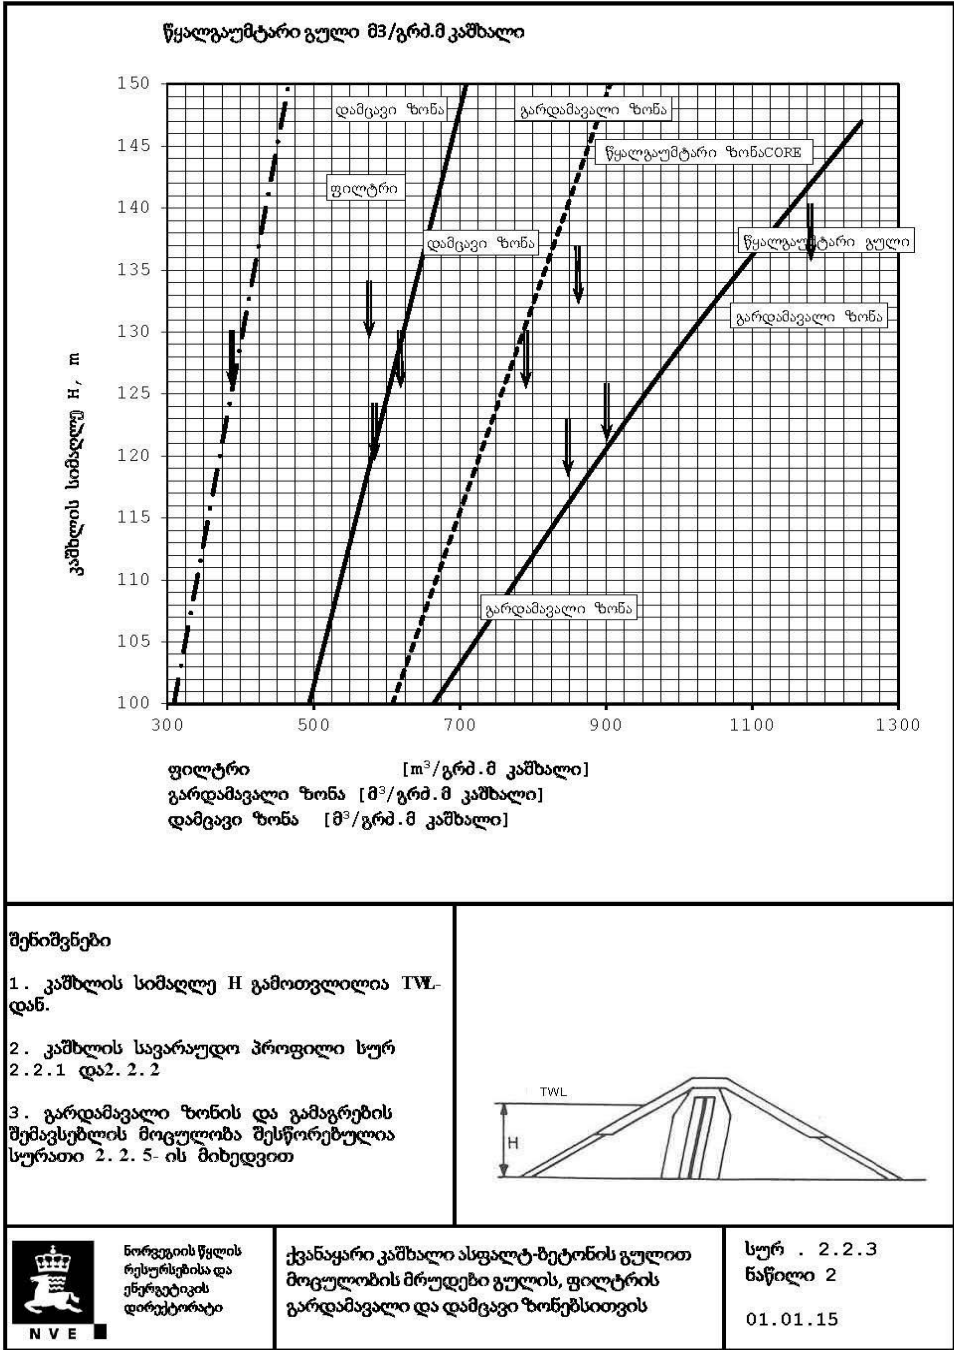 წყალგაუმტარი გული მ3/გრძ.მ კაშხალი
150
დამცავი ზონა
გარდამავალი ზონა
145
წყალგაუმტარი ზონაCORE
ფილტრი
140
დამცავი ზონა
წყალგაუმტარი გული
135
გარდამავალი ზონა
130
125
120
115
110
გარდამავალი ზონა
105
100
კაშხლის სიმაღლე H, m
300
500
700
900
1100
1300
ფილტრი [m³/გრძ.მ კაშხალი]
გარდამავალი ზონა [მ³/გრძ.მ კაშხალი]
დამცავი ზონა [მ³/გრძ.მ კაშხალი]
შენიშვნები
1. კაშხლის სიმაღლე H გამოთვლილია TWL-
დან.
2. კაშხლის სავარაუდო პროფილი სურ
2.2.1 და2.2.2
3. გარდამავალი ზონის და გამაგრების
შემავსებლის მოცულობა შესწორებულია
სურათი 2.2.5- ის მიხედვით
TWL
H
NVE
ნორვეგიის წყლის
რესურსებისა და
ენერგეტიკის
დირექტორატი
ქვანაყარი კაშხალი ასფალტ-ბეტონის გულით
მოცულობის მრუდები გულის, ფილტრის
გარდამავალი და დამცავი ზონებსითვის
სურ . 2.2.3
ნაწილი 2
01.01.15